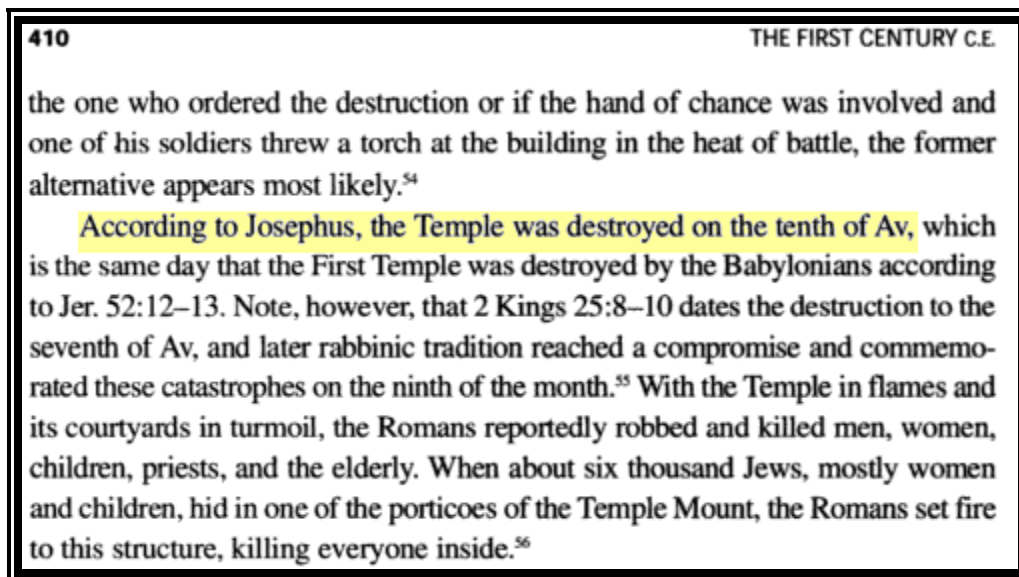 410 THE FIRST CENTURY C.E.
the one who ordered the destruction or if the hand of chance was involved and
one of his soldiers threw a torch at the building in the heat of battle, the former
alternative appears most likely.⁵⁴
According to Josephus, the Temple was destroyed on the tenth of Av, which
is the same day that the First Temple was destroyed by the Babylonians according
to Jer. 52:12–13. Note, however, that 2 Kings 25:8–10 dates the destruction to the
seventh of Av, and later rabbinic tradition reached a compromise and commemo-
rated these catastrophes on the ninth of the month.⁵⁵ With the Temple in flames and
its courtyards in turmoil, the Romans reportedly robbed and killed men, women,
children, priests, and the elderly. When about six thousand Jews, mostly women
and children, hid in one of the porticoes of the Temple Mount, the Romans set fire
to this structure, killing everyone inside.⁵⁶